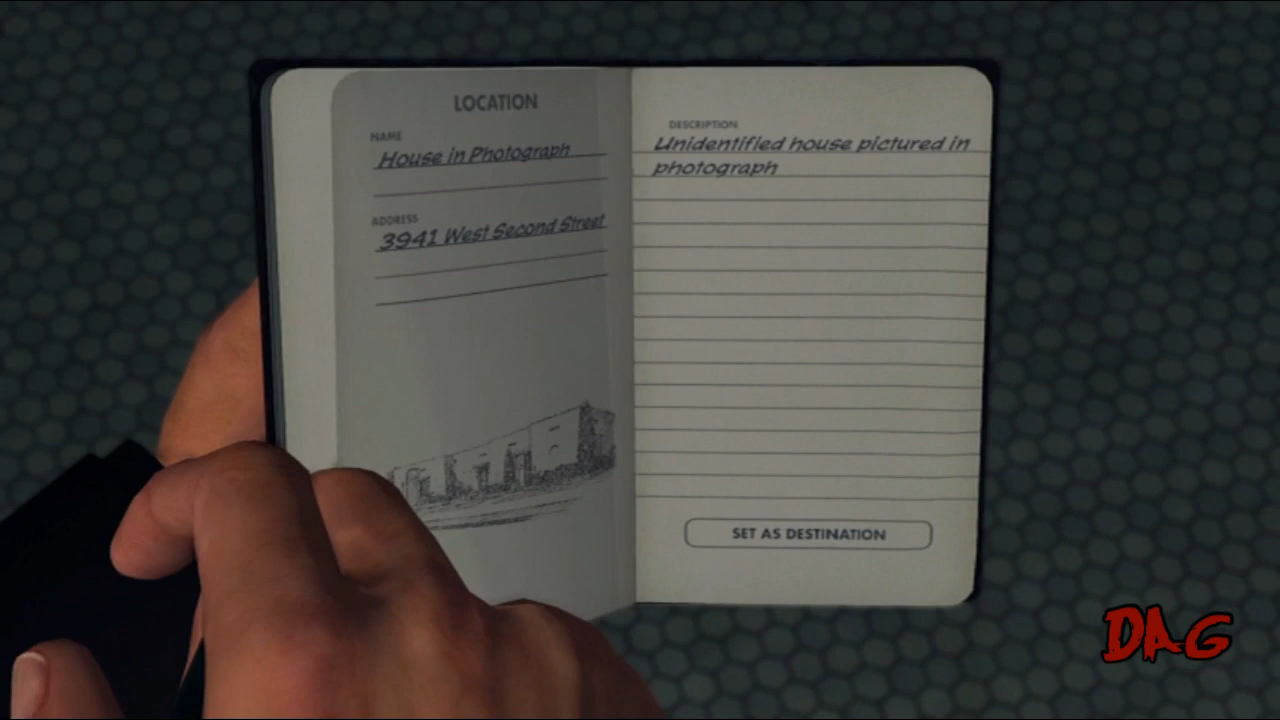 LOCATION
NAME
House in Photograph
ADDRESS
3941 West Second Street
DESCRIPTION
Unidentified house pictured in
photograph
SET AS DESTINATION
DAG